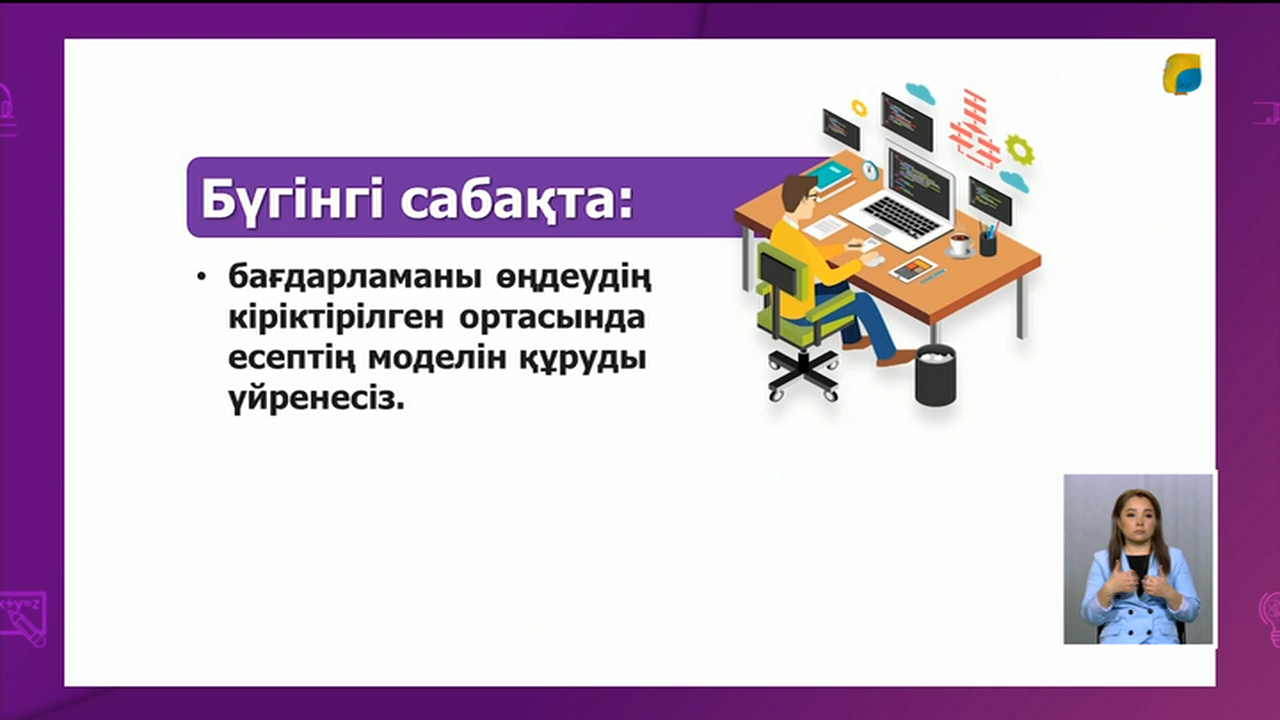 Бүгінгі сабақта:
• бағдарламаны өңдеудің
кіріктірілген ортасында
есептің моделін құруды
үйренесіз.
x+y=z